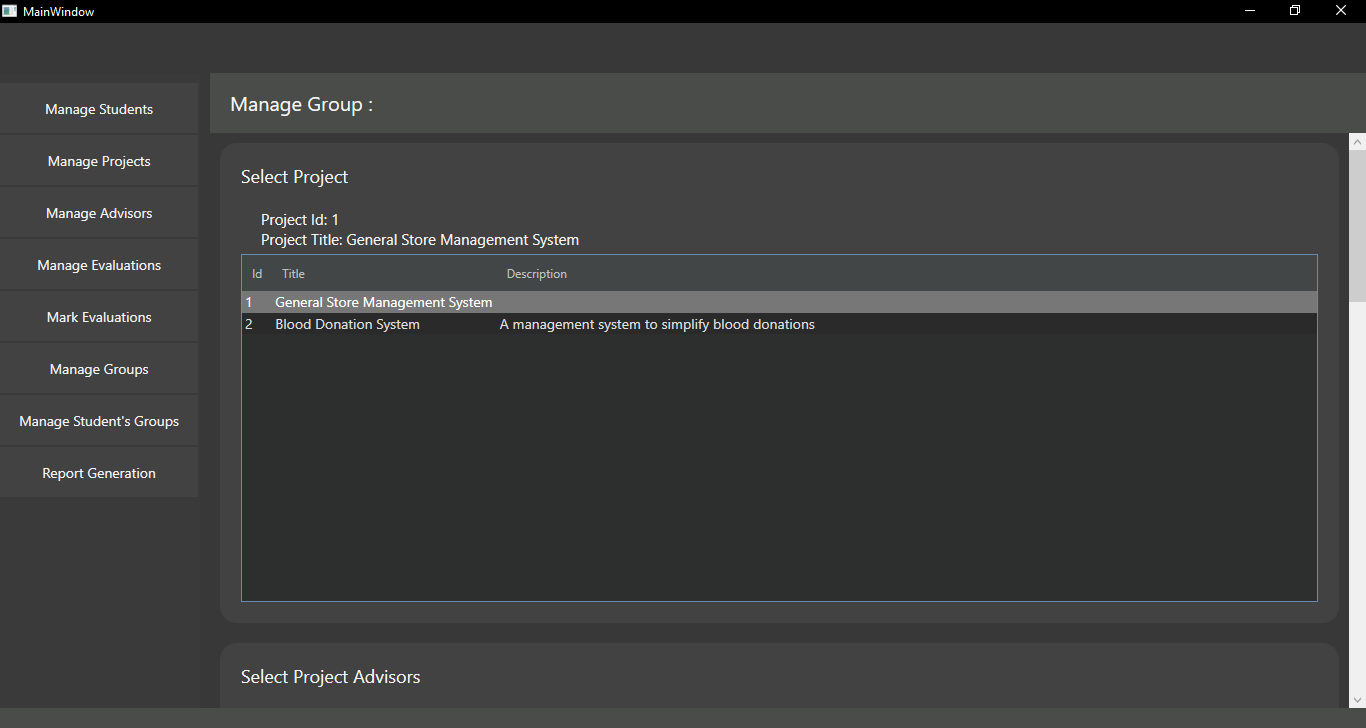 MainWindow
Manage Students
Manage Projects
Manage Advisors
Manage Evaluations
Mark Evaluations
Manage Groups
Manage Student's Groups
Report Generation
Manage Group :
Select Project
Project Id: 1
Project Title: General Store Management System
Id Title Description
1 General Store Management System
2 Blood Donation System A management system to simplify blood donations
Select Project Advisors